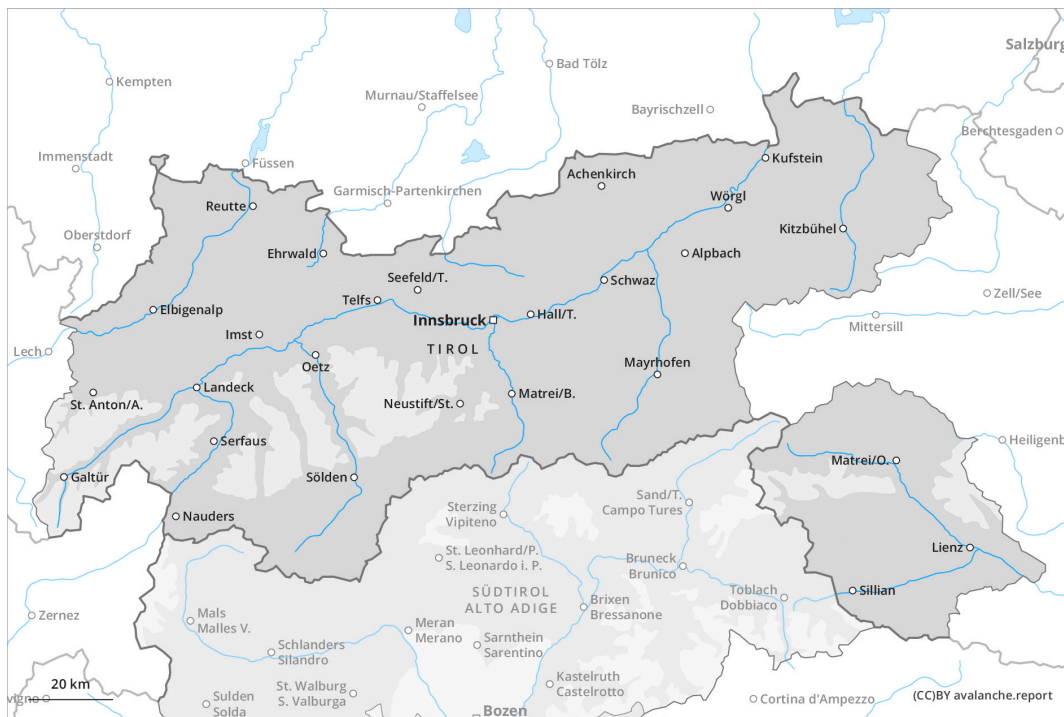 Salzburg
Kempten
Bad Tölz
Murnau/Staffelsee
Bayrischzell
Berchtesgaden
Immenstadt
Füssen
Kufstein
Achenkirch
Garmisch-Partenkirchen
Reutte
Wörgl
Oberstdorf
Kitzbühel
Ehrwald
Alpbach
Seefeld/T.
Schwaz
Zell/See
Telfs
Elbigenalp
Hall/T.
Mittersill
Innsbruck
Imst
TIROL
Lech
Oetz
Mayrhofen
Landeck
St. Anton/A.
Neustift/St.
Matrei/B.
Serfaus
Heiligenb
Matrei/O.
Galtür
Sölden
Sand/T.
Campo Tures
Sterzing
Vipiteno
Nauders
Lienz
St. Leonhard/P.
S. Leonardo i. P.
Bruneck
Brunico
SÜDTIROL
ALTO ADIGE
Sillian
Toblach
Dobbiaco
Brixen
Bressanone
Zernez
Mals
Malles V.
Meran
Merano
Schlanders
Silandro
Sarnthein
Sarentino
Kastelruth
Castelrotto
20 km
St. Walburg
S. Valburga
vigno
Sulden
Solda
Cortina d'Ampezzo
(CC)BY avalanche.report
Bozen